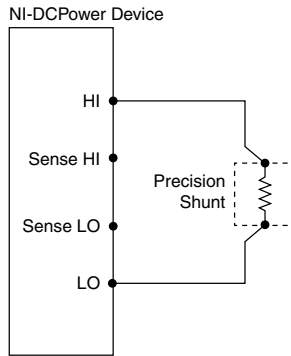 NI-DCPower Device
HI
Sense HI
Precision
Shunt
Sense LO
LO